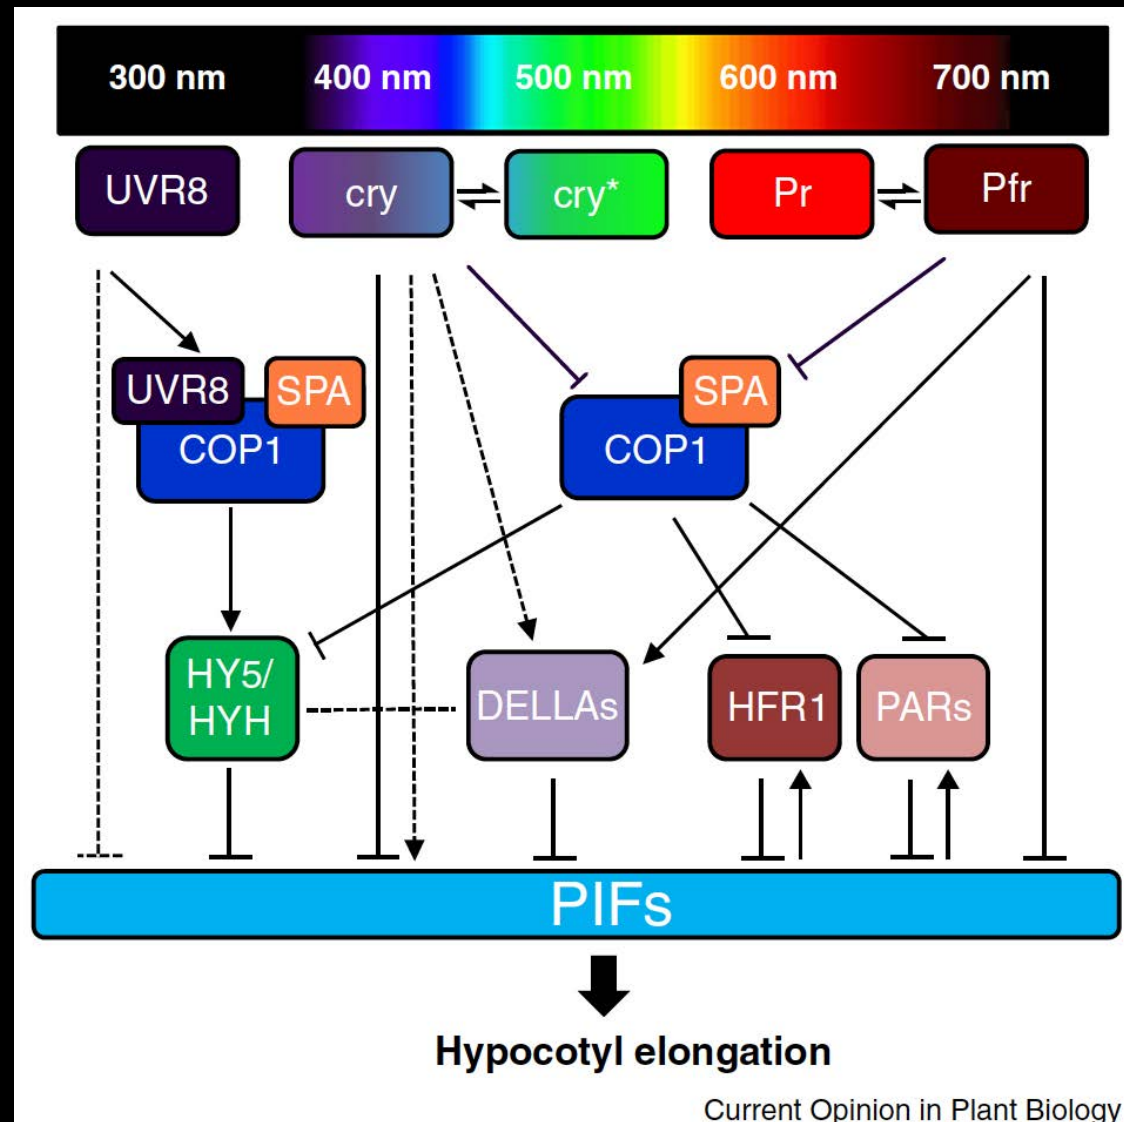 300 nm 400 nm 500 nm 600 nm 700 nm
UVR8 cry cry* Pr Pfr
UVR8 SPA SPA
COP1 COP1
HY5/
HYH DELLAs HFR1 PARs
PIFs
Hypocotyl elongation
Current Opinion in Plant Biology